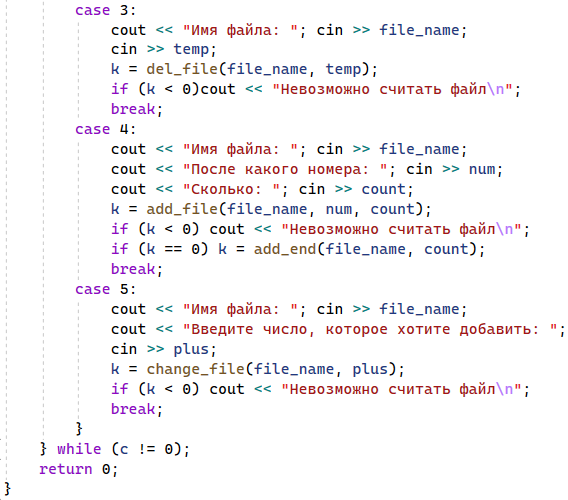 case 3:
cout << "Имя файла: "; cin >> file_name;
cin >> temp;
k = del_file(file_name, temp);
if (k < 0)cout << "Невозможно считать файл\n";
break;
case 4:
cout << "Имя файла: "; cin >> file_name;
cout << "После какого номера: "; cin >> num;
cout << "Сколько: "; cin >> count;
k = add_file(file_name, num, count);
if (k < 0) cout << "Невозможно считать файл\n";
if (k == 0) k = add_end(file_name, count);
break;
case 5:
cout << "Имя файла: "; cin >> file_name;
cout << "Введите число, которое хотите добавить: ";
cin >> plus;
k = change_file(file_name, plus);
if (k < 0) cout << "Невозможно считать файл\n";
break;
}
} while (c != 0);
return 0;
}